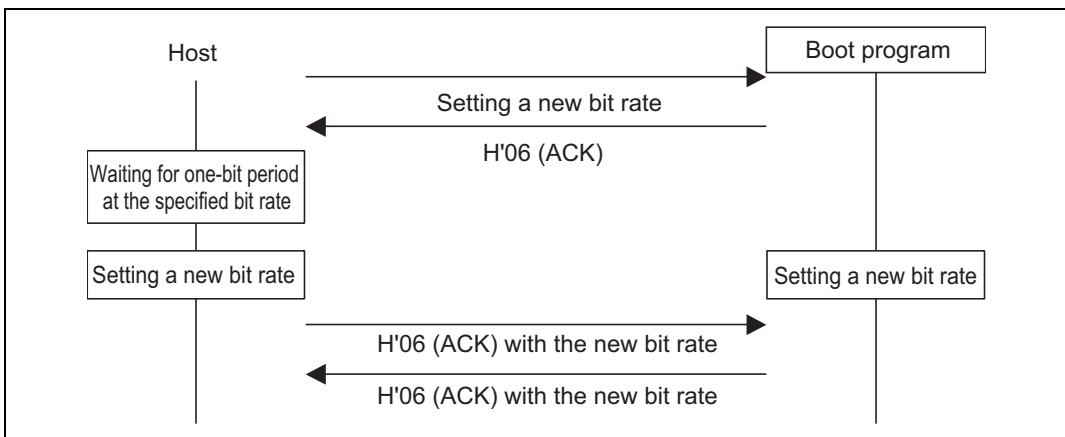 Host
Boot program
Setting a new bit rate
H'06 (ACK)
Waiting for one-bit period
at the specified bit rate
Setting a new bit rate
Setting a new bit rate
H'06 (ACK) with the new bit rate
H'06 (ACK) with the new bit rate